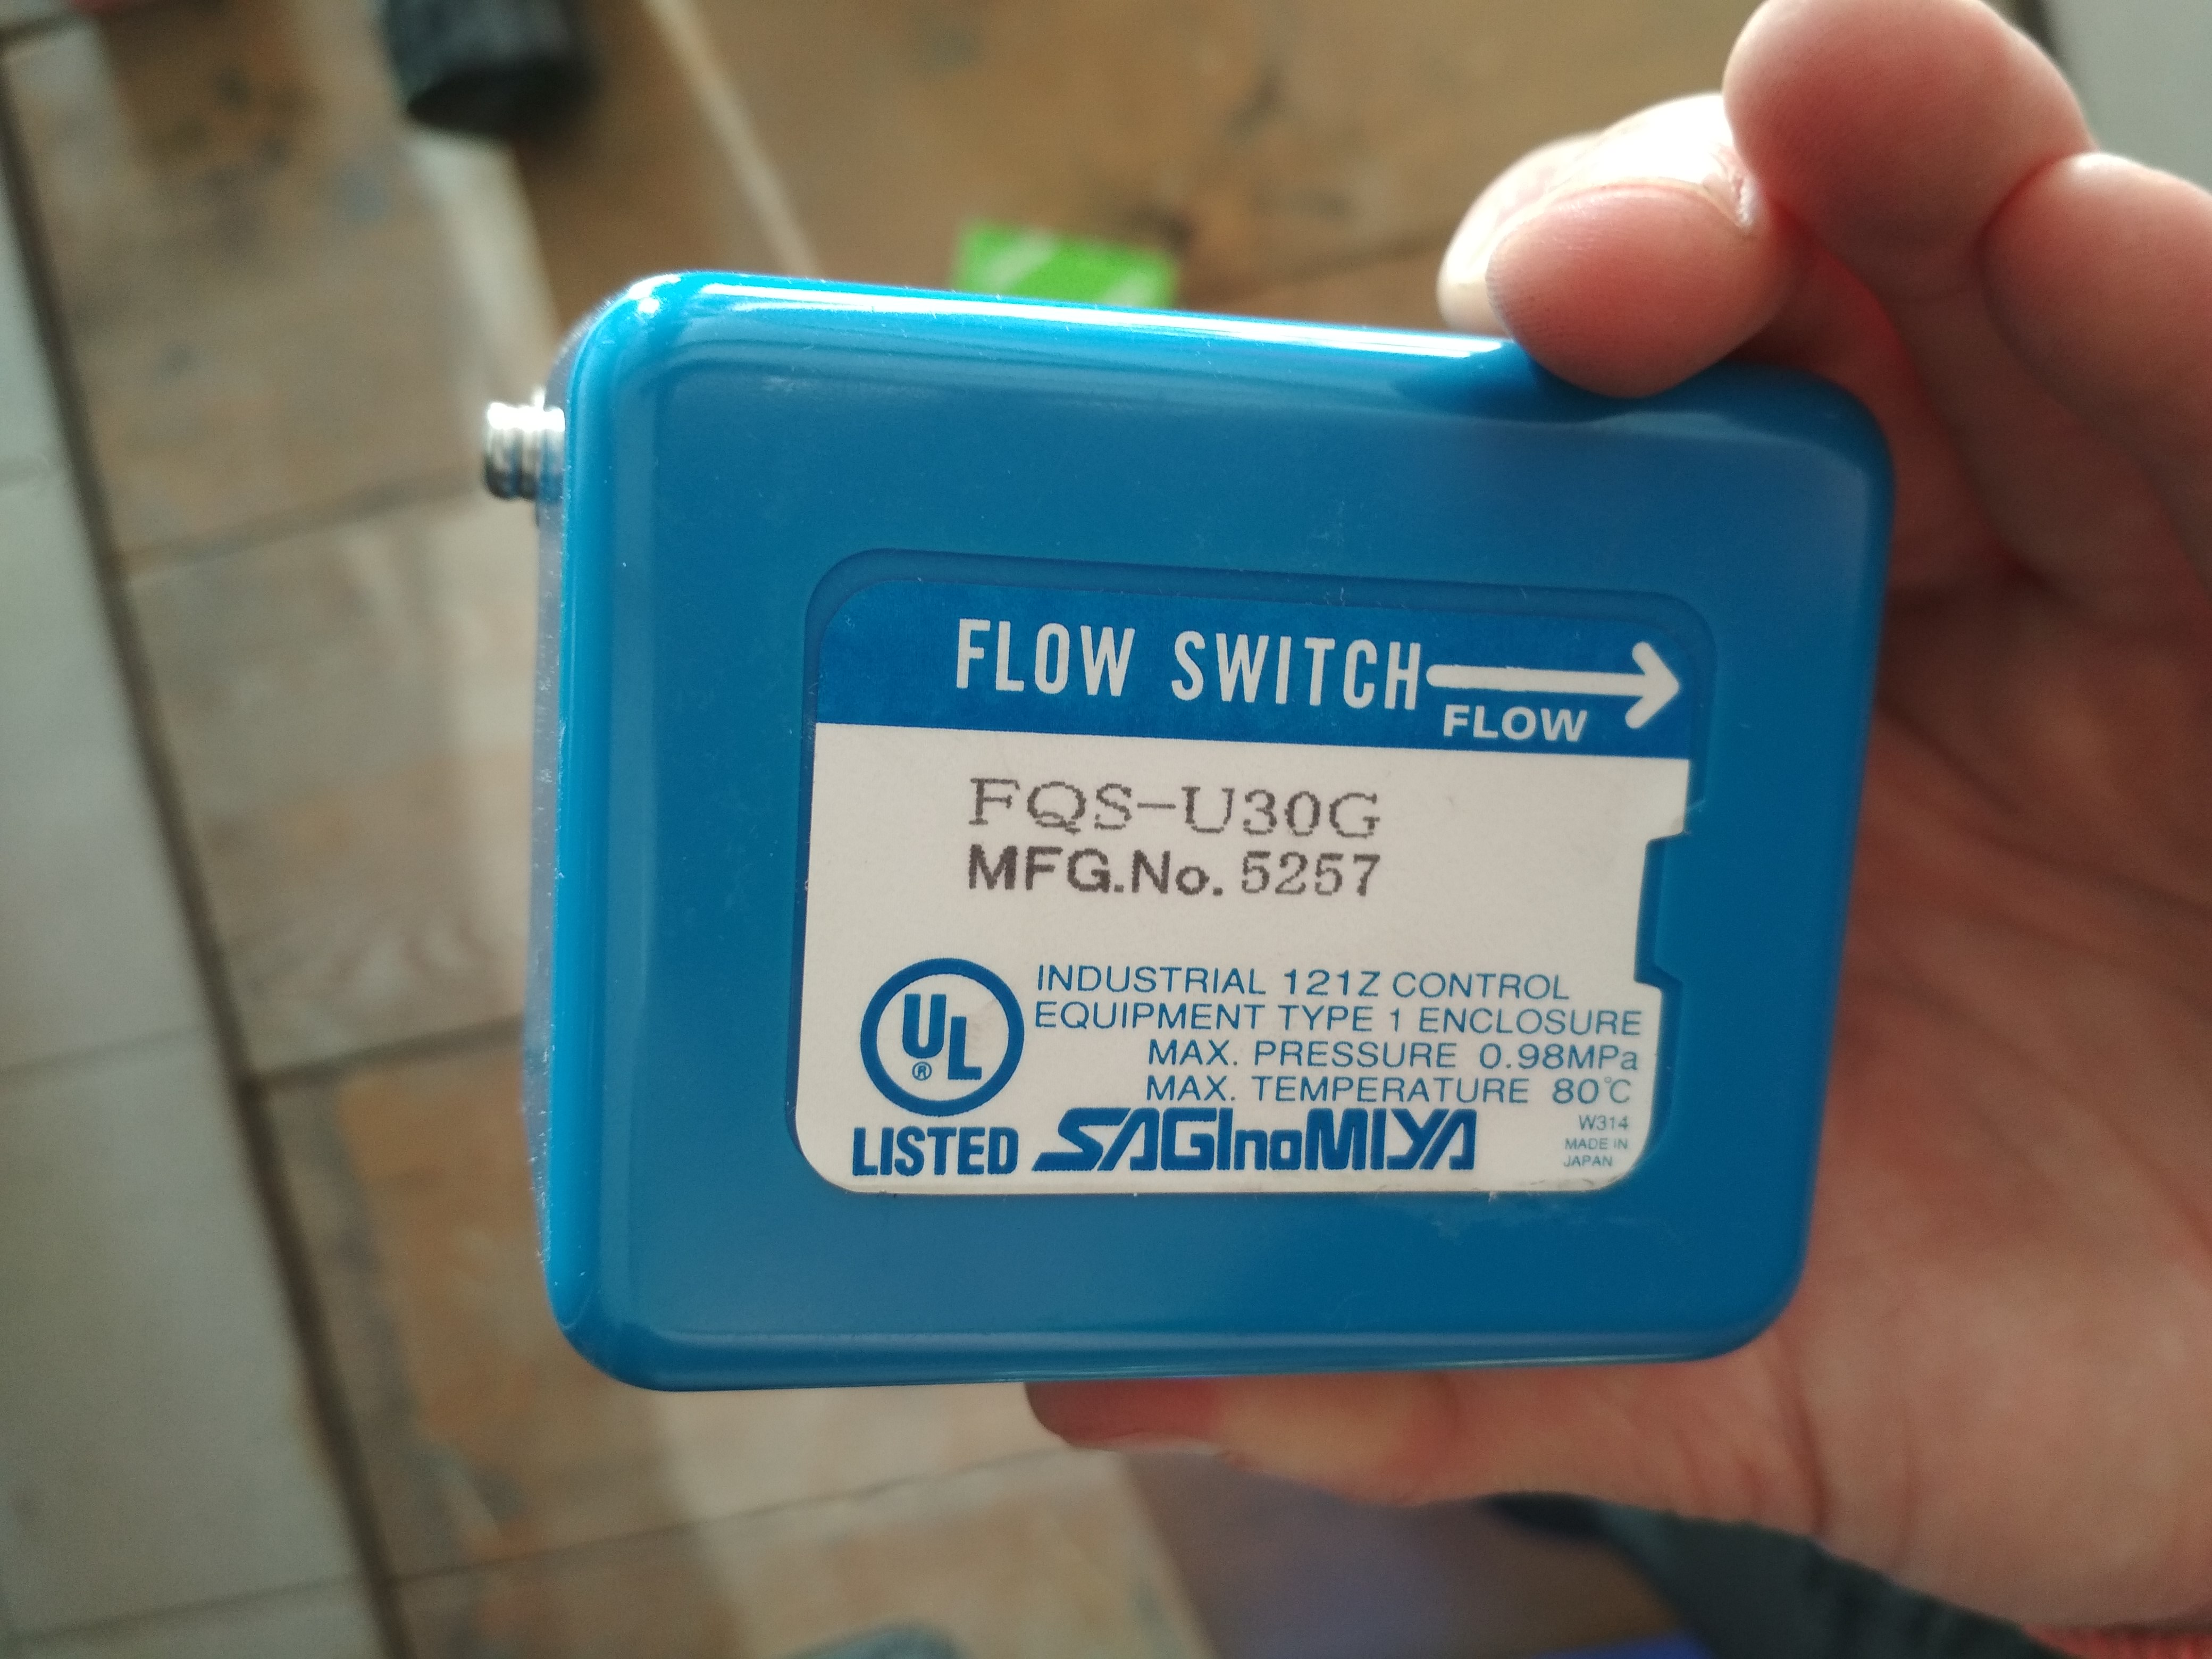 FLOW SWITCH
FLOW
FQS-U30G
MFG.No. 5257
UL
®
LISTED
INDUSTRIAL 121Z CONTROL
EQUIPMENT TYPE 1 ENCLOSURE
MAX. PRESSURE 0.98MPa
MAX. TEMPERATURE 80℃
SAGInoMIYA
W314
MADE IN
JAPAN